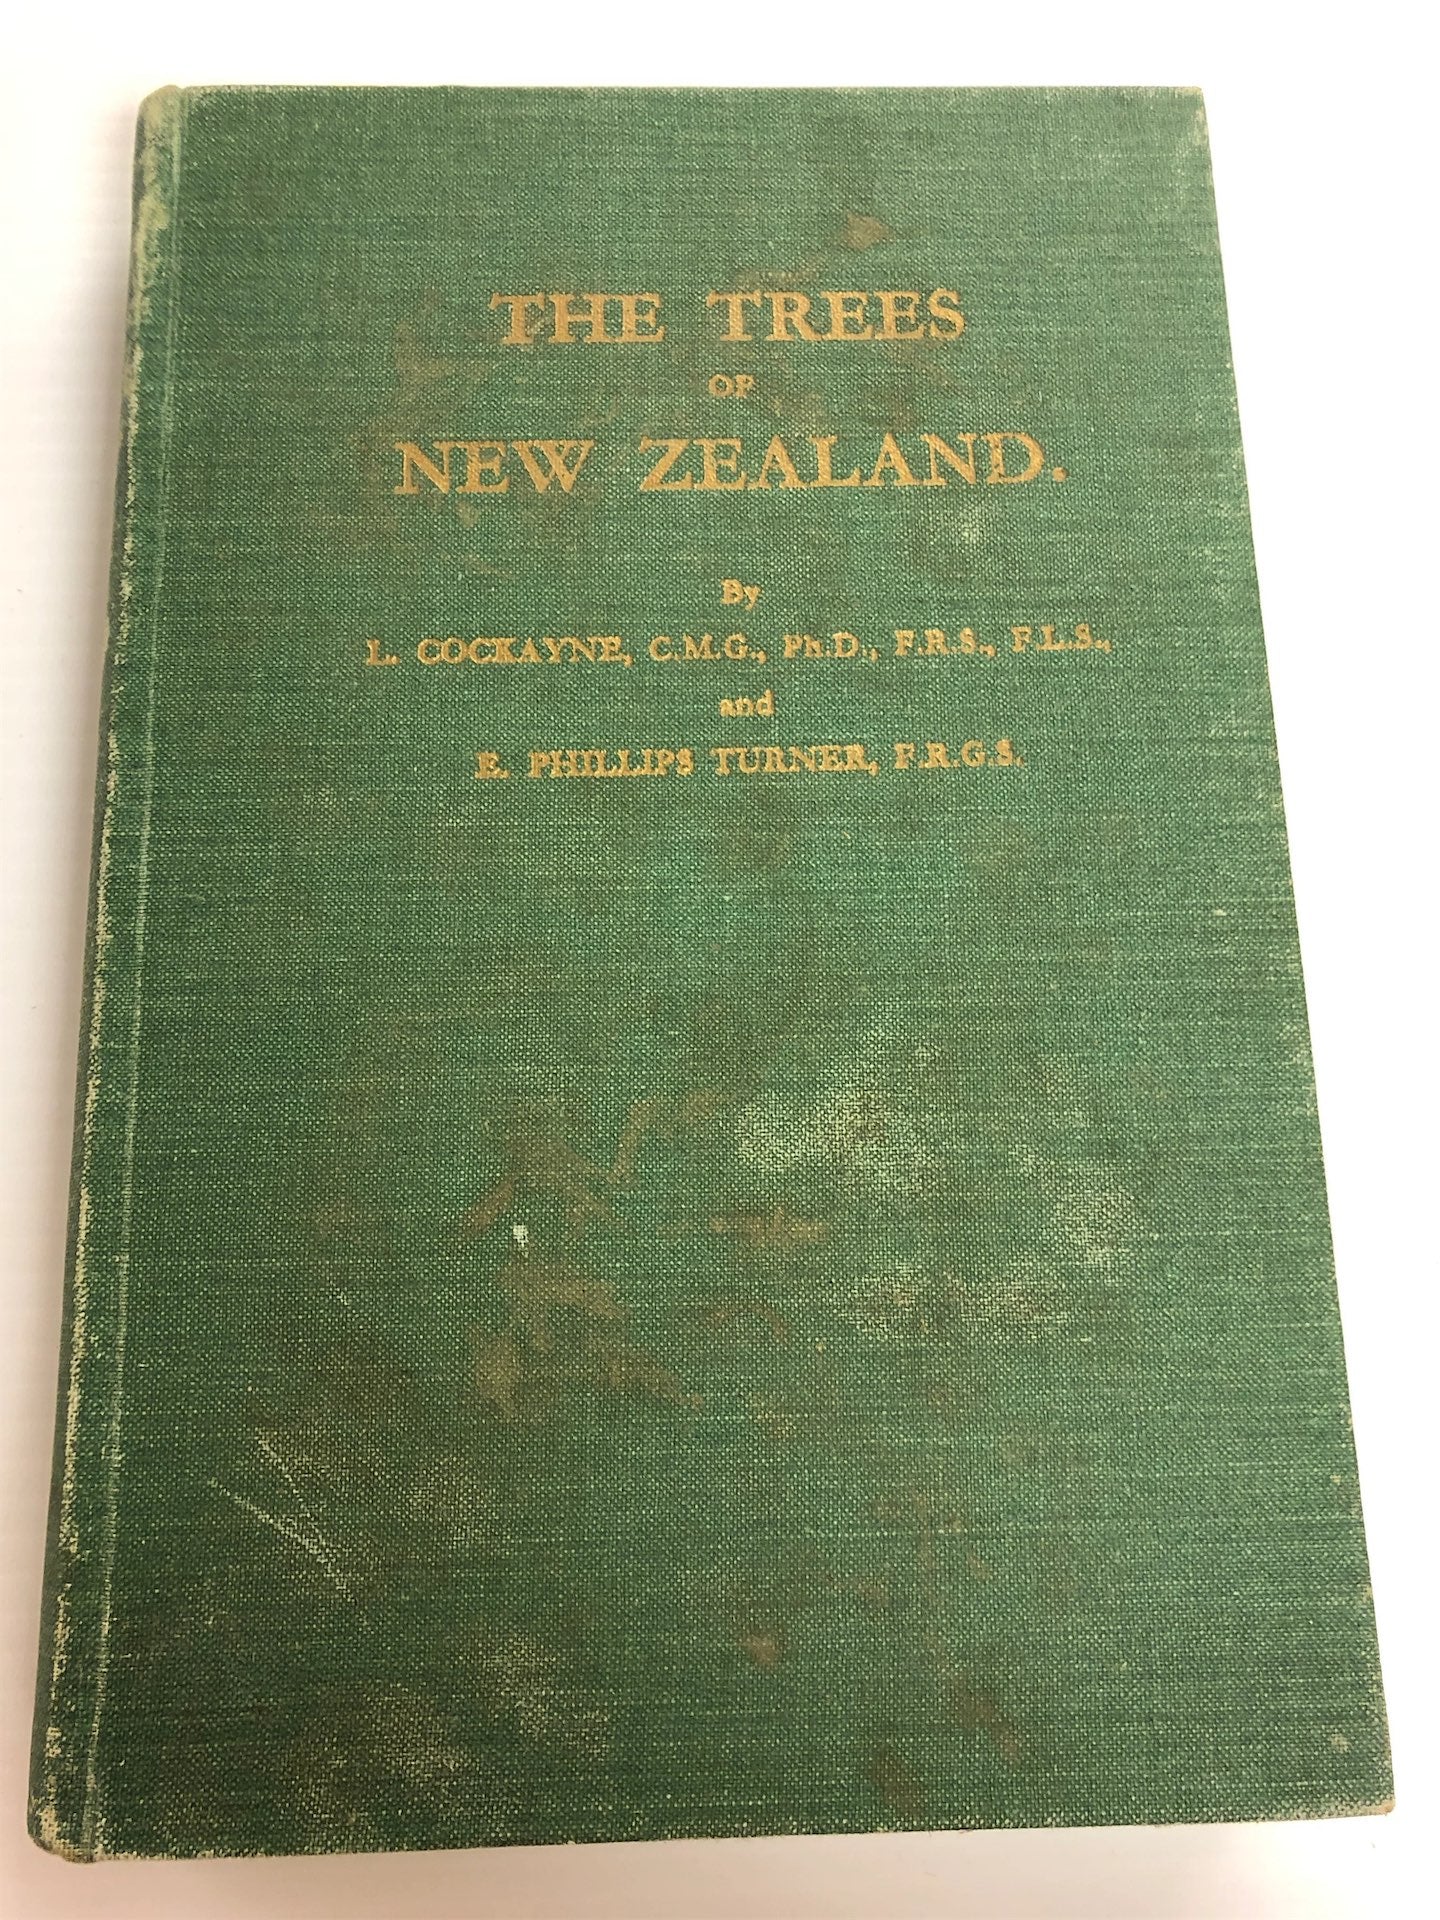 THE TREES
OF
NEW ZEALAND.
By
L. COCKAYNE, C.M.G., Ph.D., F.R.S., F.L.S.,
and
E. PHILLIPS TURNER, F.R.G.S.